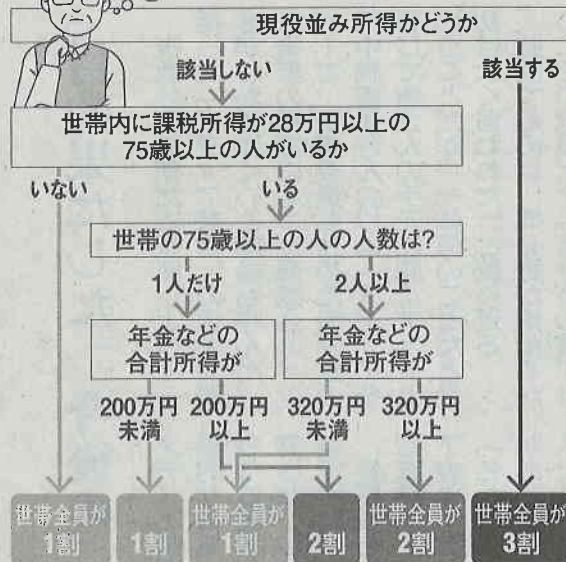 現役並み所得かどうか
該当しない
該当する
世帯内に課税所得が28万円以上の
75歳以上の人がいるか
いない
いる
世帯の75歳以上の人の人数は?
1人だけ
2人以上
年金などの
合計所得が
年金などの
合計所得が
200万円
未満
200万円
以上
320万円
未満
320万円
以上
世帯全員が
1割
1割
世帯全員が
1割
2割
世帯全員が
2割
世帯全員が
3割